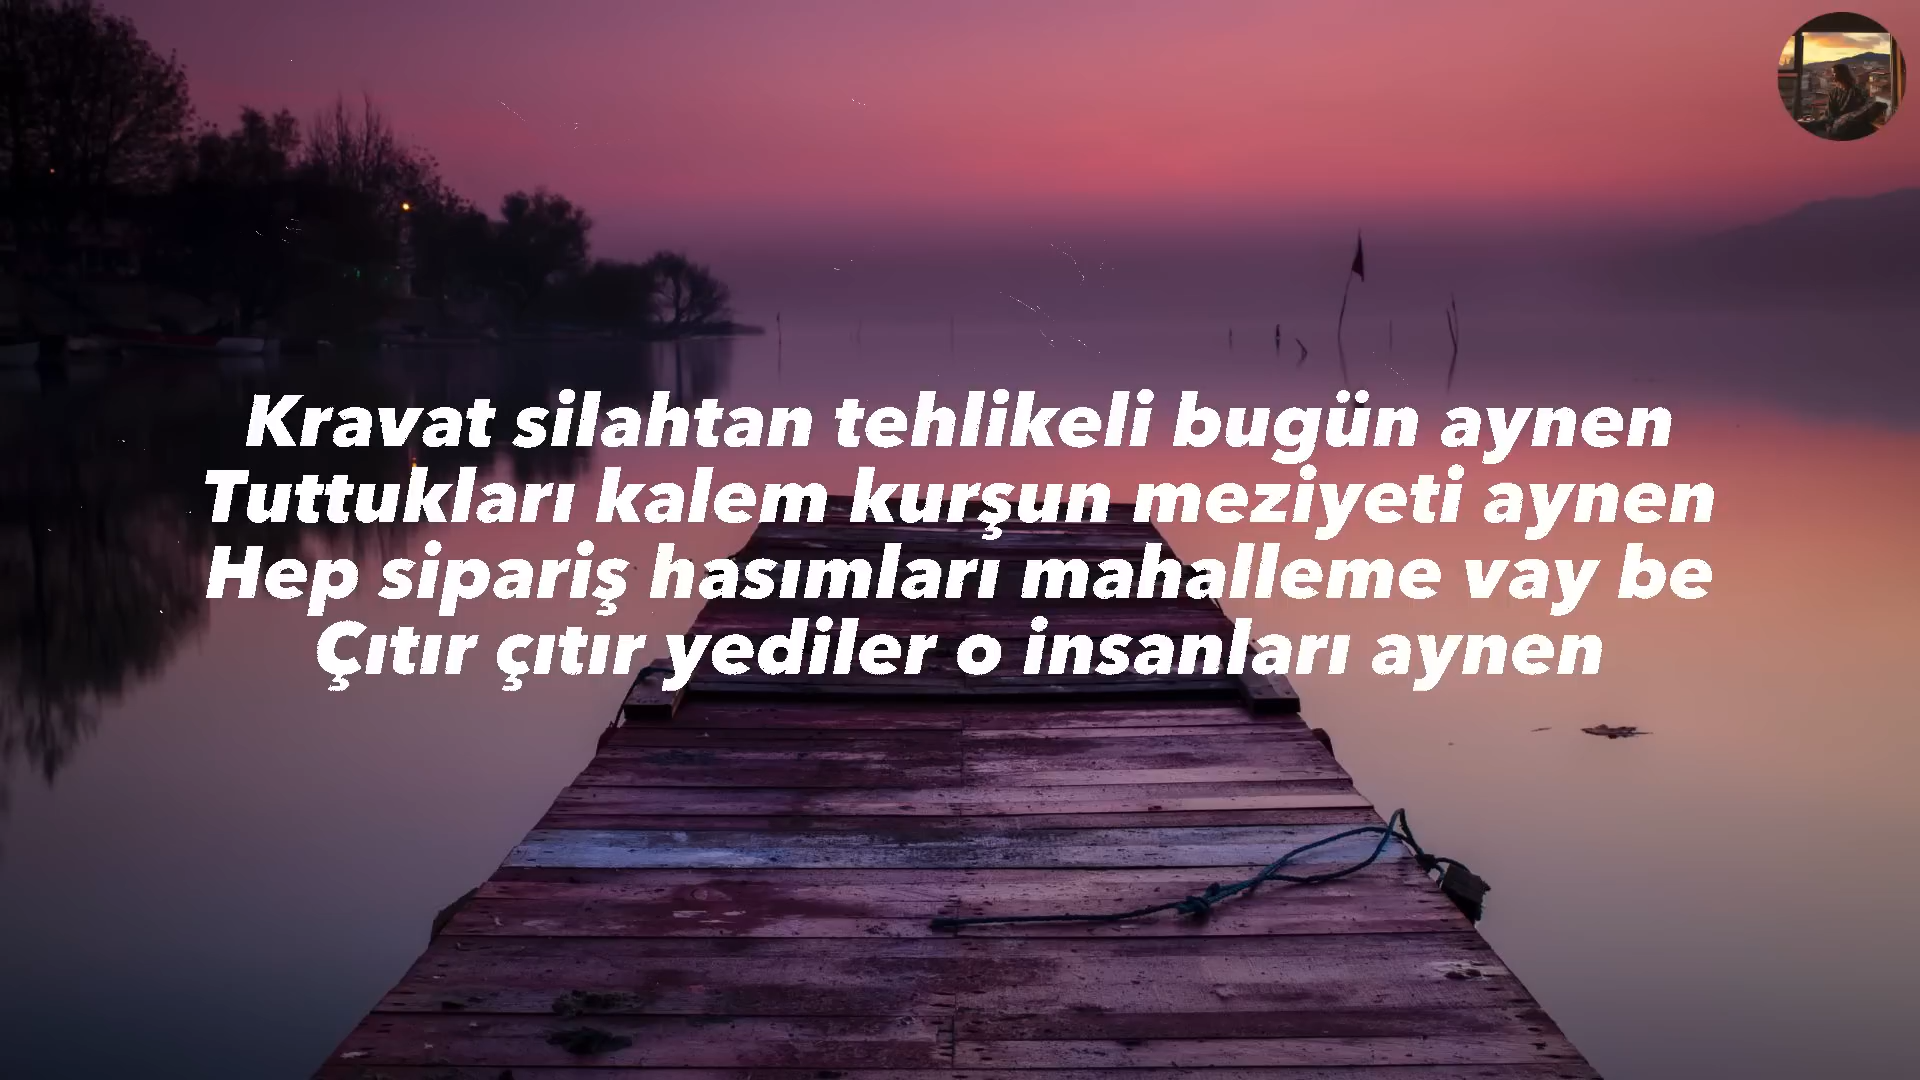 Kravat silahtan tehlikeli bugün aynen
Tuttukları kalem kurşun meziyeti aynen
Hep sipariş hasımları mahalleme vay be
Çıtır çıtır yediler o insanları aynen